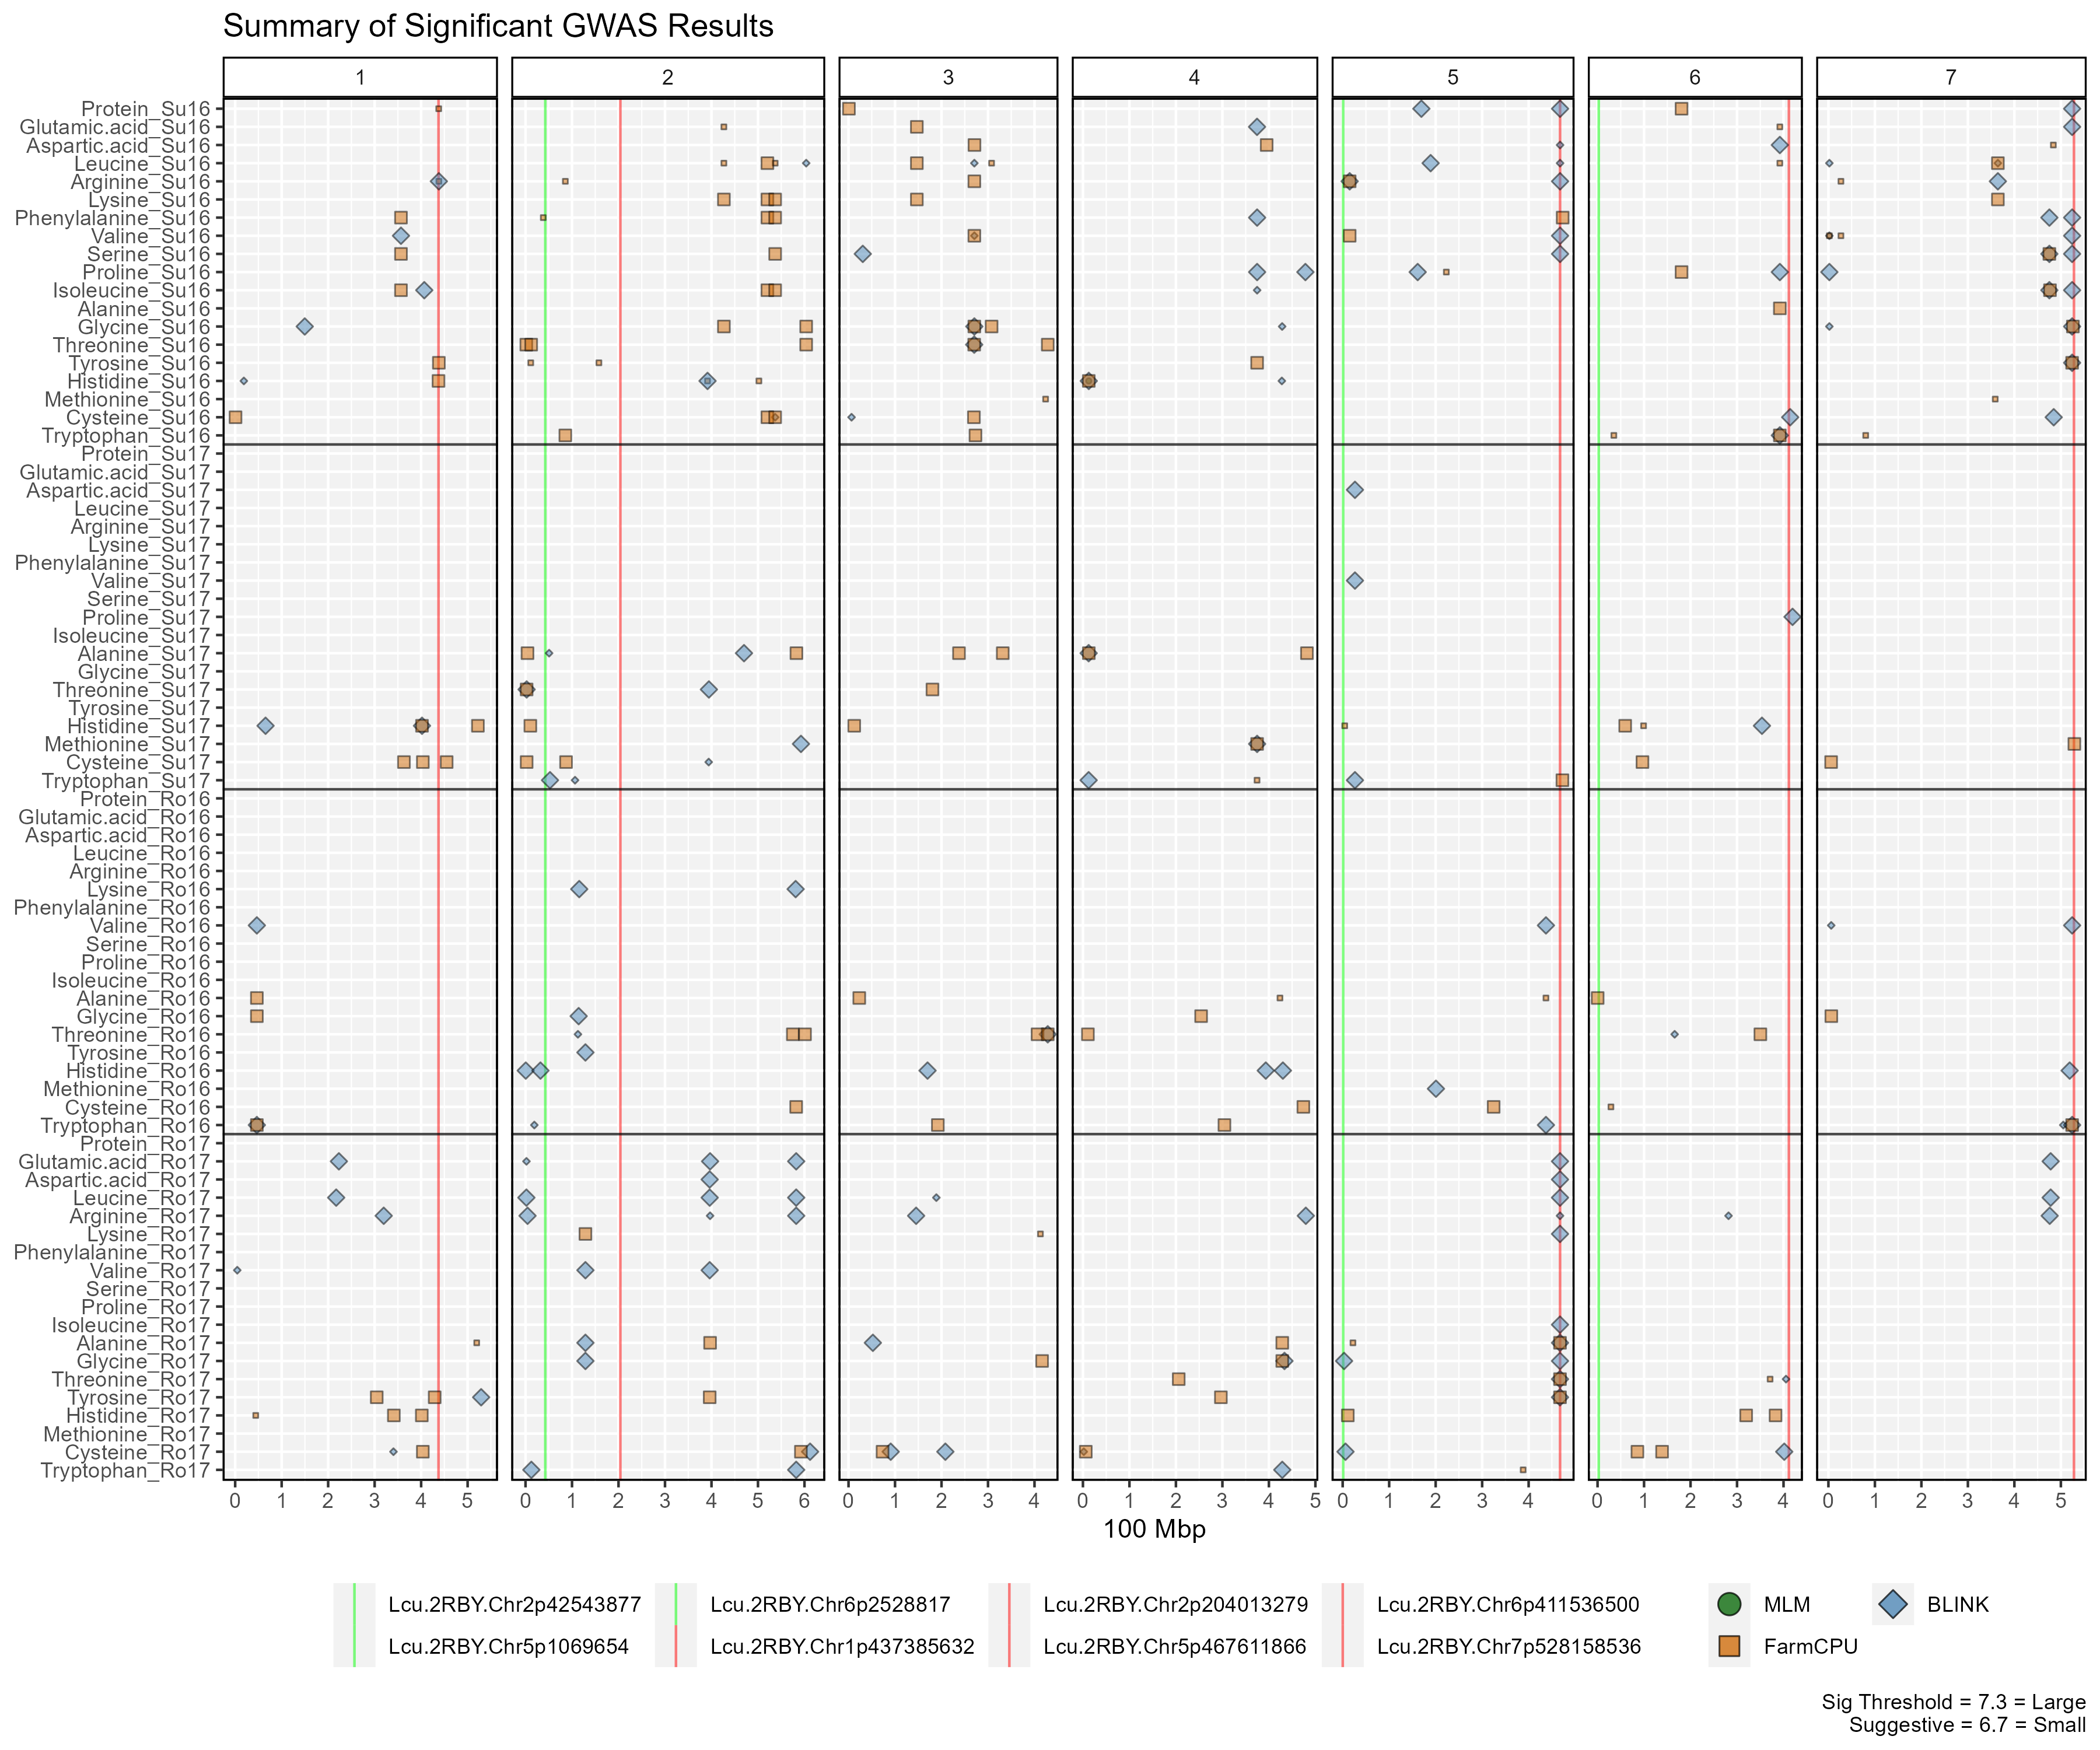 Summary of Significant GWAS Results
1 2 3 4 5 6 7
Protein_Su16
Glutamic.acid_Su16
Aspartic.acid_Su16
Leucine_Su16
Arginine_Su16
Lysine_Su16
Phenylalanine_Su16
Valine_Su16
Serine_Su16
Proline_Su16
Isoleucine_Su16
Alanine_Su16
Glycine_Su16
Threonine_Su16
Tyrosine_Su16
Histidine_Su16
Methionine_Su16
Cysteine_Su16
Tryptophan_Su16
Protein_Su17
Glutamic.acid_Su17
Aspartic.acid_Su17
Leucine_Su17
Arginine_Su17
Lysine_Su17
Phenylalanine_Su17
Valine_Su17
Serine_Su17
Proline_Su17
Isoleucine_Su17
Alanine_Su17
Glycine_Su17
Threonine_Su17
Tyrosine_Su17
Histidine_Su17
Methionine_Su17
Cysteine_Su17
Tryptophan_Su17
Protein_Ro16
Glutamic.acid_Ro16
Aspartic.acid_Ro16
Leucine_Ro16
Arginine_Ro16
Lysine_Ro16
Phenylalanine_Ro16
Valine_Ro16
Serine_Ro16
Proline_Ro16
Isoleucine_Ro16
Alanine_Ro16
Glycine_Ro16
Threonine_Ro16
Tyrosine_Ro16
Histidine_Ro16
Methionine_Ro16
Cysteine_Ro16
Tryptophan_Ro16
Protein_Ro17
Glutamic.acid_Ro17
Aspartic.acid_Ro17
Leucine_Ro17
Arginine_Ro17
Lysine_Ro17
Phenylalanine_Ro17
Valine_Ro17
Serine_Ro17
Proline_Ro17
Isoleucine_Ro17
Alanine_Ro17
Glycine_Ro17
Threonine_Ro17
Tyrosine_Ro17
Histidine_Ro17
Methionine_Ro17
Cysteine_Ro17
Tryptophan_Ro17
0 1 2 3 4 5 0 1 2 3 4 5 6 0 1 2 3 4 0 1 2 3 4 5 0 1 2 3 4 0 1 2 3 4 0 1 2 3 4 5
100 Mbp
Lcu.2RBY.Chr2p42543877 Lcu.2RBY.Chr6p2528817 Lcu.2RBY.Chr2p204013279 Lcu.2RBY.Chr6p411536500 MLM BLINK
Lcu.2RBY.Chr5p1069654 Lcu.2RBY.Chr1p437385632 Lcu.2RBY.Chr5p467611866 Lcu.2RBY.Chr7p528158536 FarmCPU
Sig Threshold = 7.3 = Large
Suggestive = 6.7 = Small